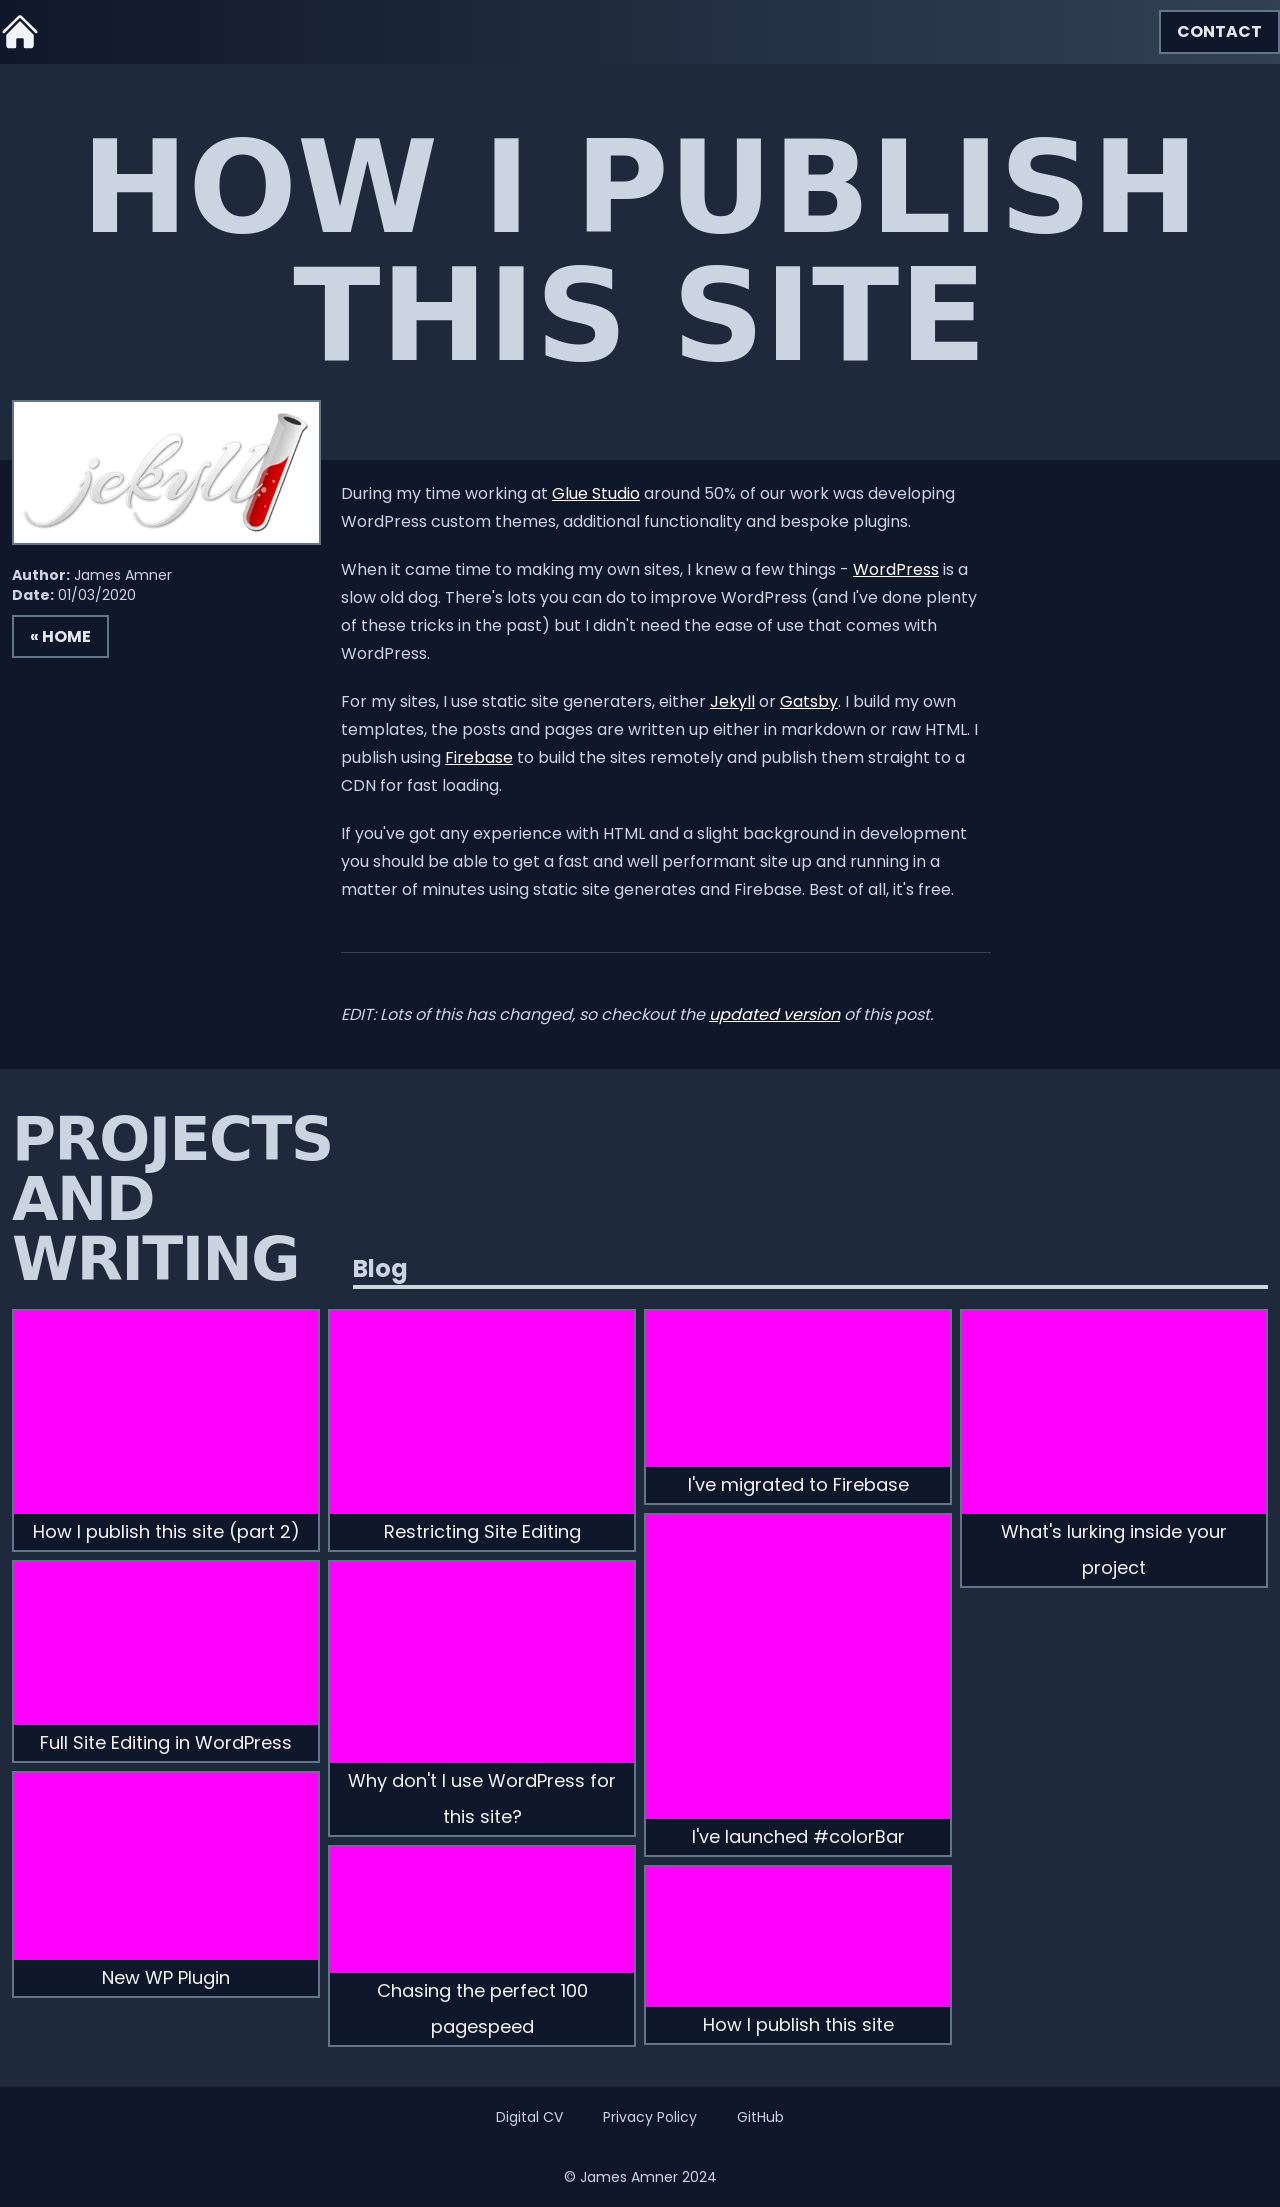 CONTACT
HOW I PUBLISH
THIS SITE
jekyll
Author: James Amner
Date: 01/03/2020
« HOME
During my time working at Glue Studio around 50% of our work was developing
WordPress custom themes, additional functionality and bespoke plugins.
When it came time to making my own sites, I knew a few things - WordPress is a
slow old dog. There's lots you can do to improve WordPress (and I've done plenty
of these tricks in the past) but I didn't need the ease of use that comes with
WordPress.
For my sites, I use static site generaters, either Jekyll or Gatsby. I build my own
templates, the posts and pages are written up either in markdown or raw HTML. I
publish using Firebase to build the sites remotely and publish them straight to a
CDN for fast loading.
If you've got any experience with HTML and a slight background in development
you should be able to get a fast and well performant site up and running in a
matter of minutes using static site generates and Firebase. Best of all, it's free.
EDIT: Lots of this has changed, so checkout the updated version of this post.
PROJECTS
AND
WRITING
Blog
How I publish this site (part 2)
Full Site Editing in WordPress
New WP Plugin
Restricting Site Editing
Why don't I use WordPress for
this site?
Chasing the perfect 100
pagespeed
I've migrated to Firebase
I've launched #colorBar
How I publish this site
What's lurking inside your
project
Digital CV Privacy Policy GitHub
© James Amner 2024